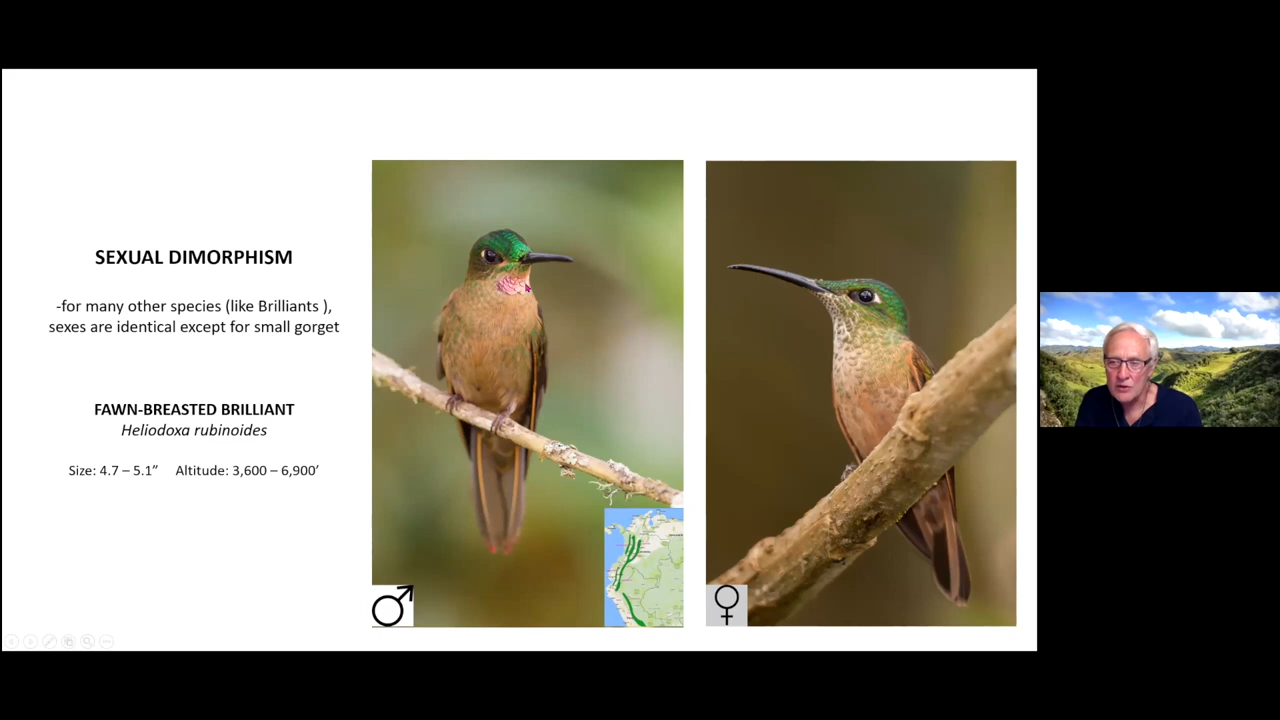 SEXUAL DIMORPHISM
-for many other species (like Brilliants ),
sexes are identical except for small gorget
FAWN-BREASTED BRILLIANT
Heliodoxa rubinoides
Size: 4.7 – 5.1” Altitude: 3,600 – 6,900’